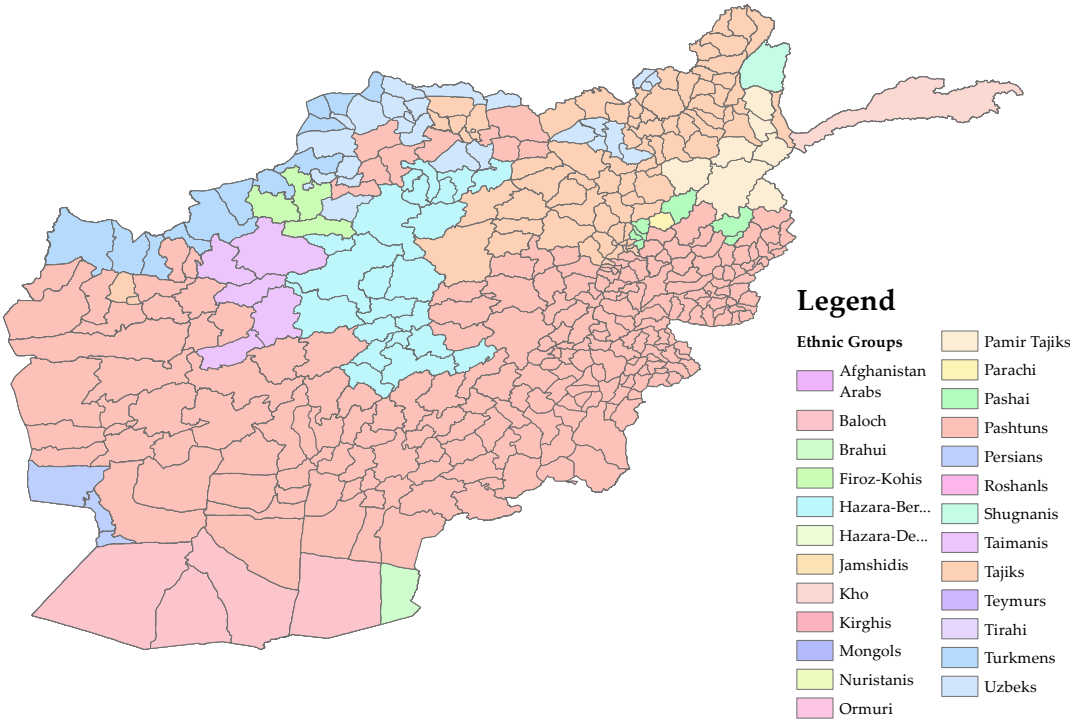 Legend
Ethnic Groups
Afghanistan
Arabs
Baloch
Brahui
Firoz-Kohis
Hazara-Ber...
Hazara-De...
Jamshidis
Kho
Kirghis
Mongols
Nuristanis
Ormuri
Pamir Tajiks
Parachi
Pashai
Pashtuns
Persians
Roshanls
Shugnanis
Taimanis
Tajiks
Teymurs
Tirahi
Turkmens
Uzbeks